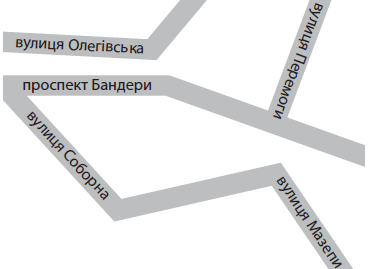 вулиця Олегівська
вулиця Перемоги
проспект Бандери
вулиця Соборна
вулиця Мазепи